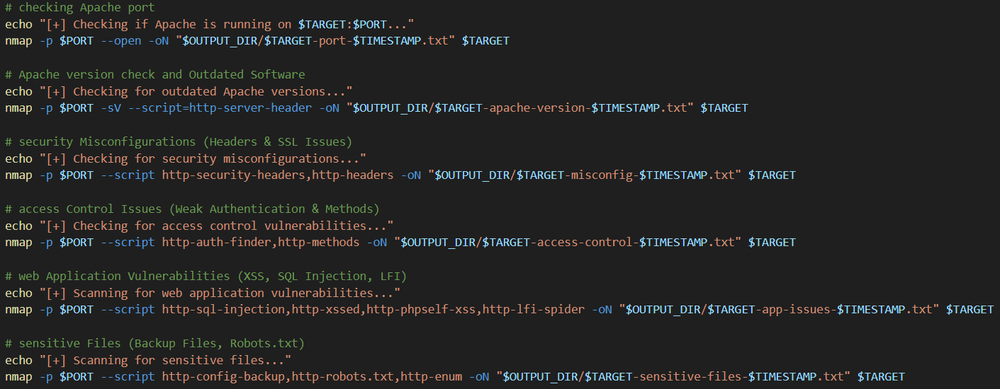 # checking Apache port
echo "[+] Checking if Apache is running on $TARGET:$PORT..."
nmap -p $PORT --open -oN "$OUTPUT_DIR/$TARGET-port-$TIMESTAMP.txt" $TARGET

# Apache version check and Outdated Software
echo "[+] Checking for outdated Apache versions..."
nmap -p $PORT -sV --script=http-server-header -oN "$OUTPUT_DIR/$TARGET-apache-version-$TIMESTAMP.txt" $TARGET

# security Misconfigurations (Headers & SSL Issues)
echo "[+] Checking for security misconfigurations..."
nmap -p $PORT --script http-security-headers,http-headers -oN "$OUTPUT_DIR/$TARGET-misconfig-$TIMESTAMP.txt" $TARGET

# access Control Issues (Weak Authentication & Methods)
echo "[+] Checking for access control vulnerabilities..."
nmap -p $PORT --script http-auth-finder,http-methods -oN "$OUTPUT_DIR/$TARGET-access-control-$TIMESTAMP.txt" $TARGET

# web Application Vulnerabilities (XSS, SQL Injection, LFI)
echo "[+] Scanning for web application vulnerabilities..."
nmap -p $PORT --script http-sql-injection,http-xssed,http-phpself-xss,http-lfi-spider -oN "$OUTPUT_DIR/$TARGET-app-issues-$TIMESTAMP.txt" $TARGET

# sensitive Files (Backup Files, Robots.txt)
echo "[+] Scanning for sensitive files..."
nmap -p $PORT --script http-config-backup,http-robots.txt,http-enum -oN "$OUTPUT_DIR/$TARGET-sensitive-files-$TIMESTAMP.txt" $TARGET